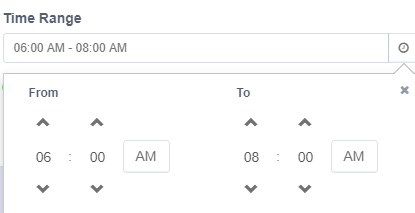 Time Range
06:00 AM - 08:00 AM
From To
06 : 00 AM 08 : 00 AM